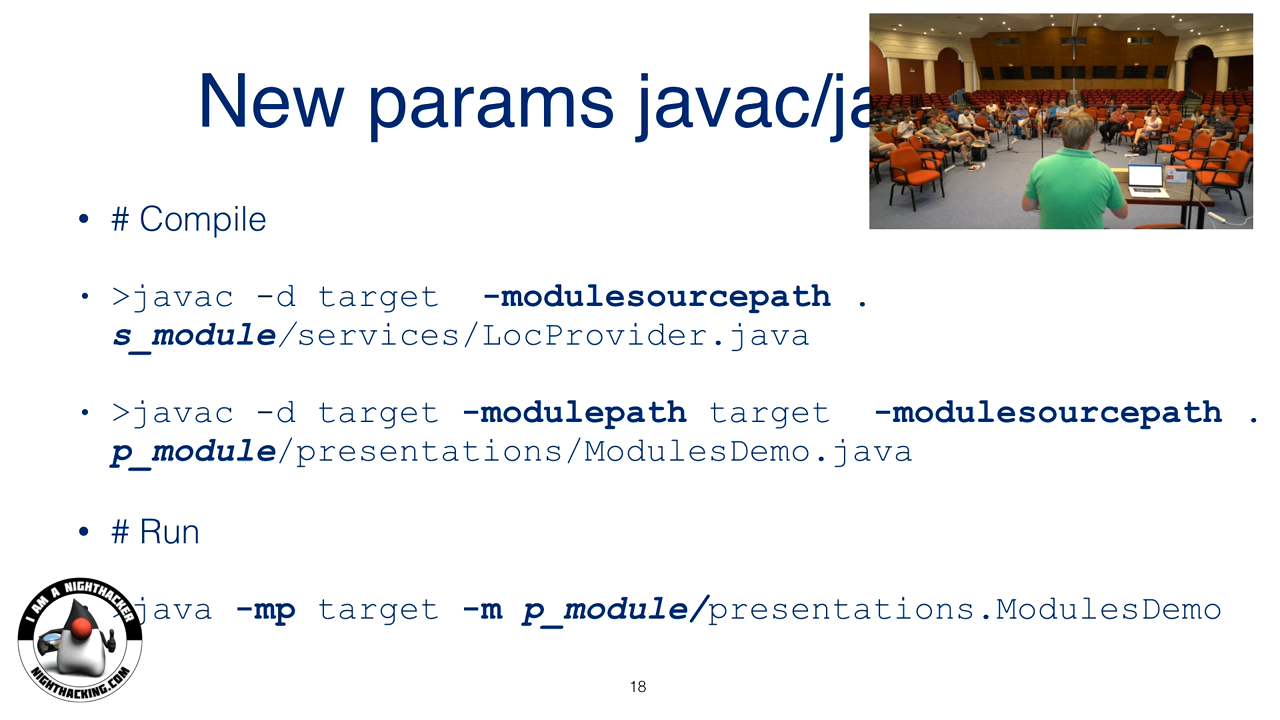 New params javac/ja
• # Compile
• >javac -d target -modulesourcepath .
s_module/services/LocProvider.java
• >javac -d target -modulepath target -modulesourcepath .
p_module/presentations/ModulesDemo.java
• # Run
java -mp target -m p_module/presentations.ModulesDemo
I AM A NIGHTHACKER
NIGHTHACKING.COM
18